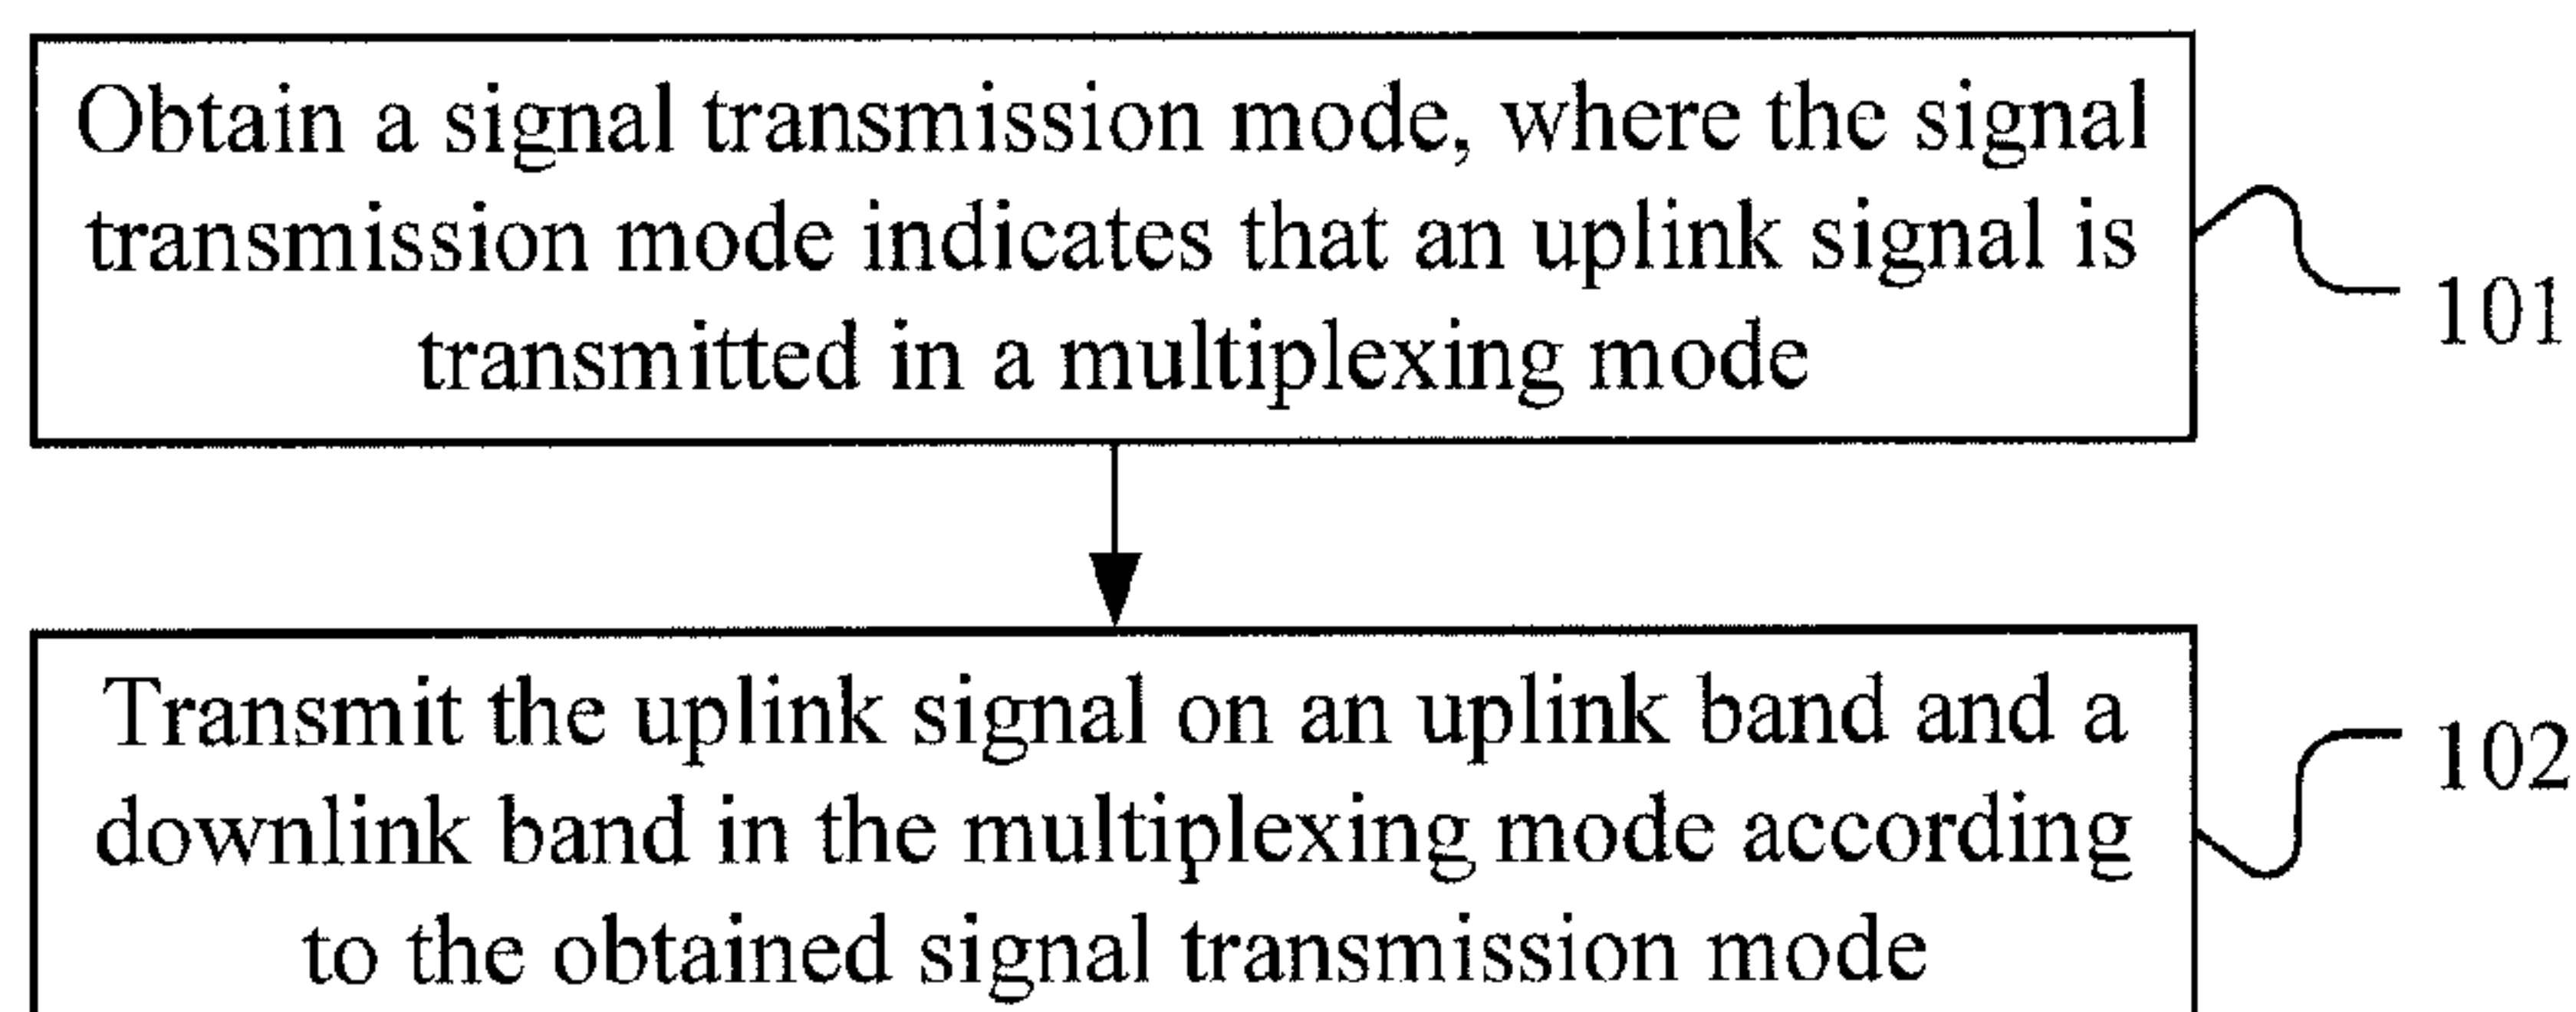 Obtain a signal transmission mode, where the signal
transmission mode indicates that an uplink signal is
transmitted in a multiplexing mode
101
Transmit the uplink signal on an uplink band and a
downlink band in the multiplexing mode according
to the obtained signal transmission mode
102